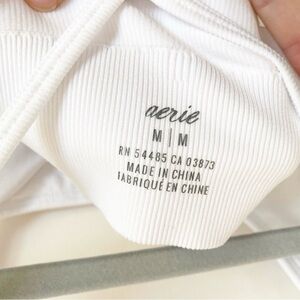 aerie
M | M
RN 54485 CA 03873
MADE IN CHINA
FABRIQUÉ EN CHINE